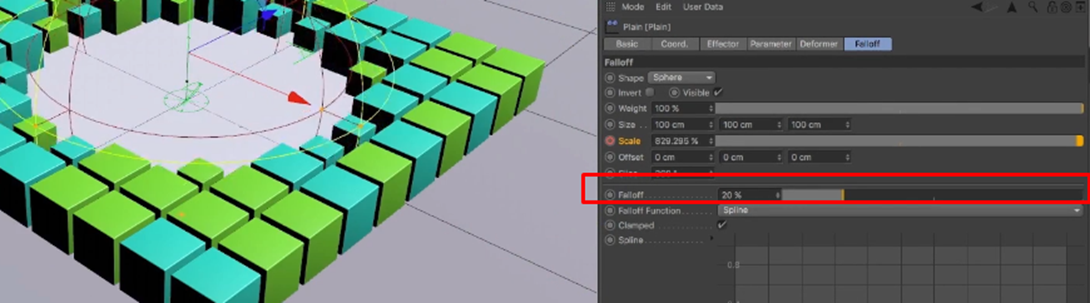 Mode Edit User Data
Plain [Plain]
Basic Coord. Effector Parameter Deformer Falloff
Falloff
Shape Sphere
Invert Visible
Weight 100 %
Size . . 100 cm 100 cm 100 cm
Scale 829.295 %
Offset 0 cm 0 cm 0 cm
Falloff 20 %
Falloff Function Spline
Clamped
Spline
0.8